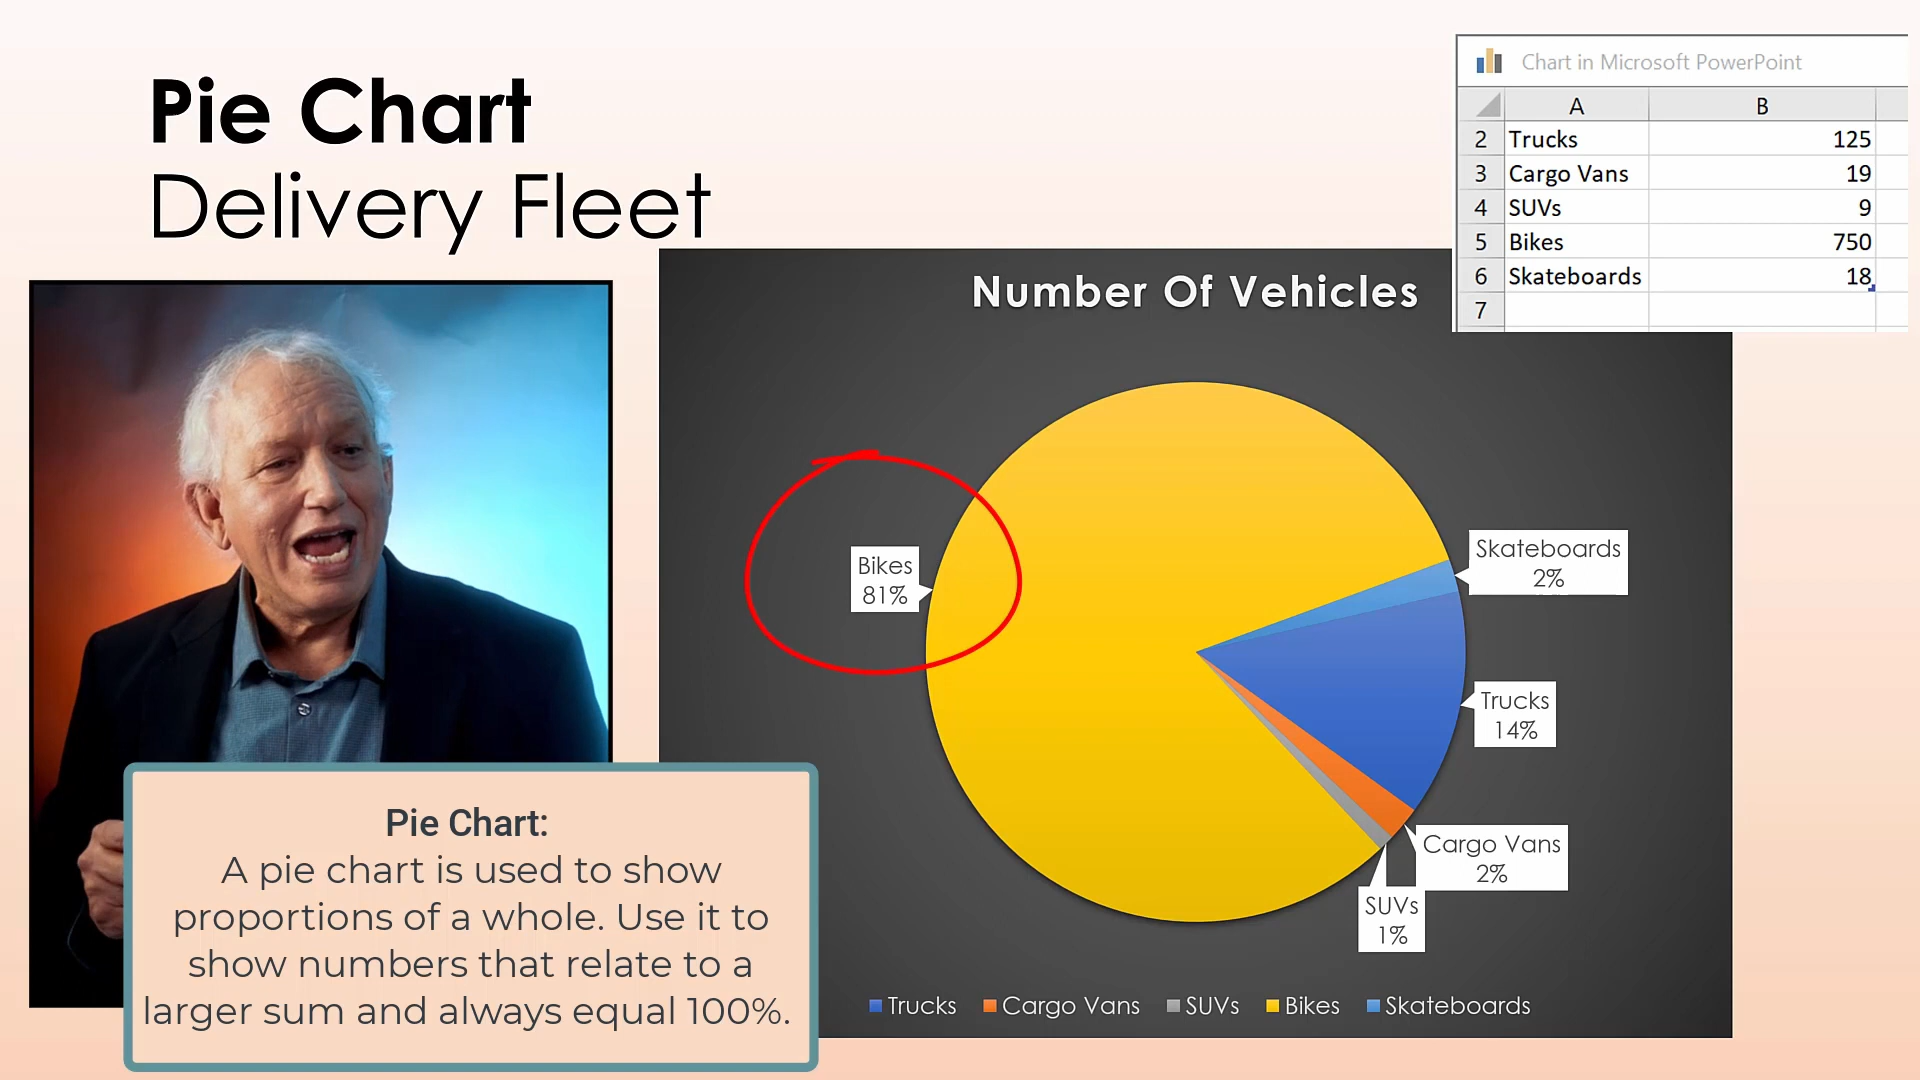 Pie Chart
Delivery Fleet
Chart in Microsoft PowerPoint
A B
2 Trucks 125
3 Cargo Vans 19
4 SUVs 9
5 Bikes 750
6 Skateboards 18
7
Number Of Vehicles
Bikes
81%
Skateboards
2%
Trucks
14%
Cargo Vans
2%
SUVs
1%
Trucks Cargo Vans SUVs Bikes Skateboards
Pie Chart:
A pie chart is used to show
proportions of a whole. Use it to
show numbers that relate to a
larger sum and always equal 100%.